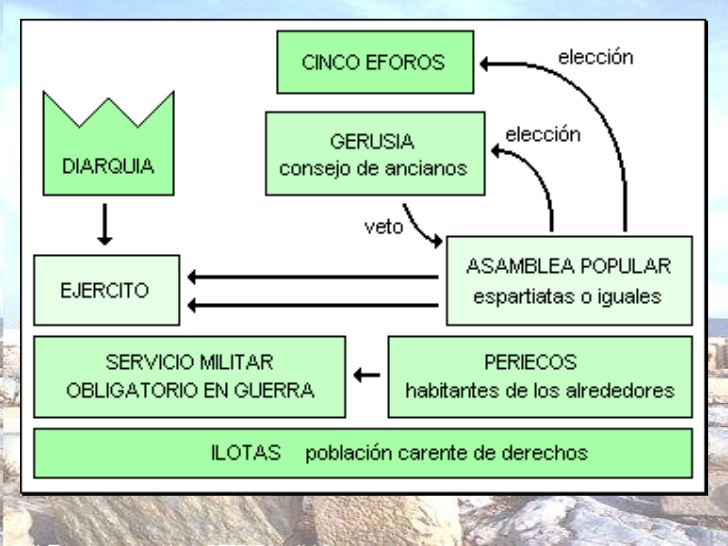 CINCO EFOROS
elección
DIARQUIA
GERUSIA
consejo de ancianos
elección
veto
EJERCITO
ASAMBLEA POPULAR
espartiatas o iguales
SERVICIO MILITAR
OBLIGATORIO EN GUERRA
PERIECOS
habitantes de los alrededores
ILOTAS población carente de derechos